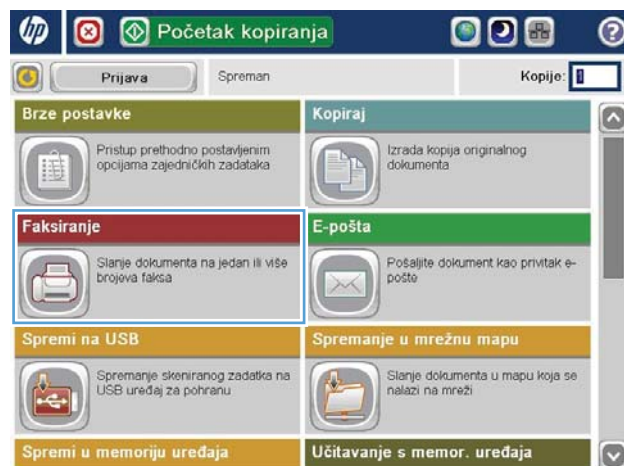 hp
Početak kopiranja
?
Prijava
Spreman
Kopije: 1
Brze postavke
Kopiraj
Pristup prethodno postavljenim
opcijama zajedničkih zadataka
Izrada kopija originalnog
dokumenta
Faksiranje
E-pošta
Slanje dokumenta na jedan ili više
brojeva faksa
Pošaljite dokument kao privitak e-
pošte
Spremi na USB
Spremanje u mrežnu mapu
Spremanje skeniranog zadatka na
USB uređaj za pohranu
Slanje dokumenta u mapu koja se
nalazi na mreži
Spremi u memoriju uređaja
Učitavanje s memor. uređaja